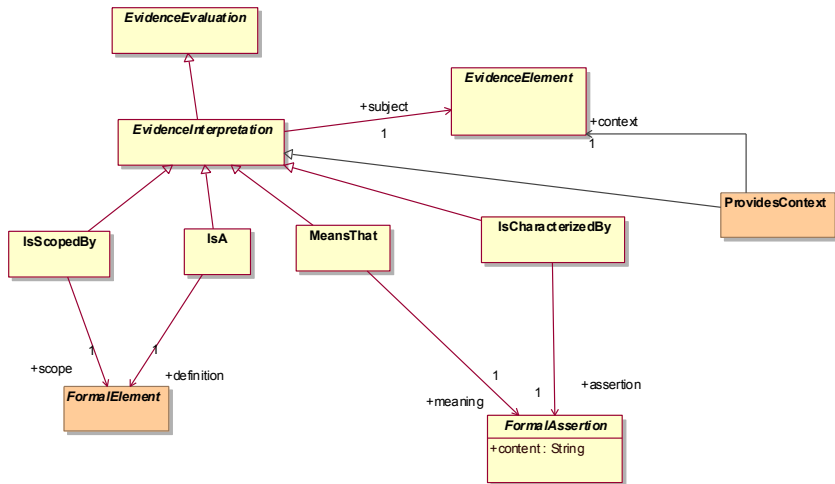 EvidenceEvaluation
EvidenceElement
+subject
1
+context
1
EvidenceInterpretation
ProvidesContext
IsScopedBy
IsA
MeansThat
IsCharacterizedBy
1
1
+scope
+definition
1
1
+assertion
+meaning
FormalElement
FormalAssertion
+content : String